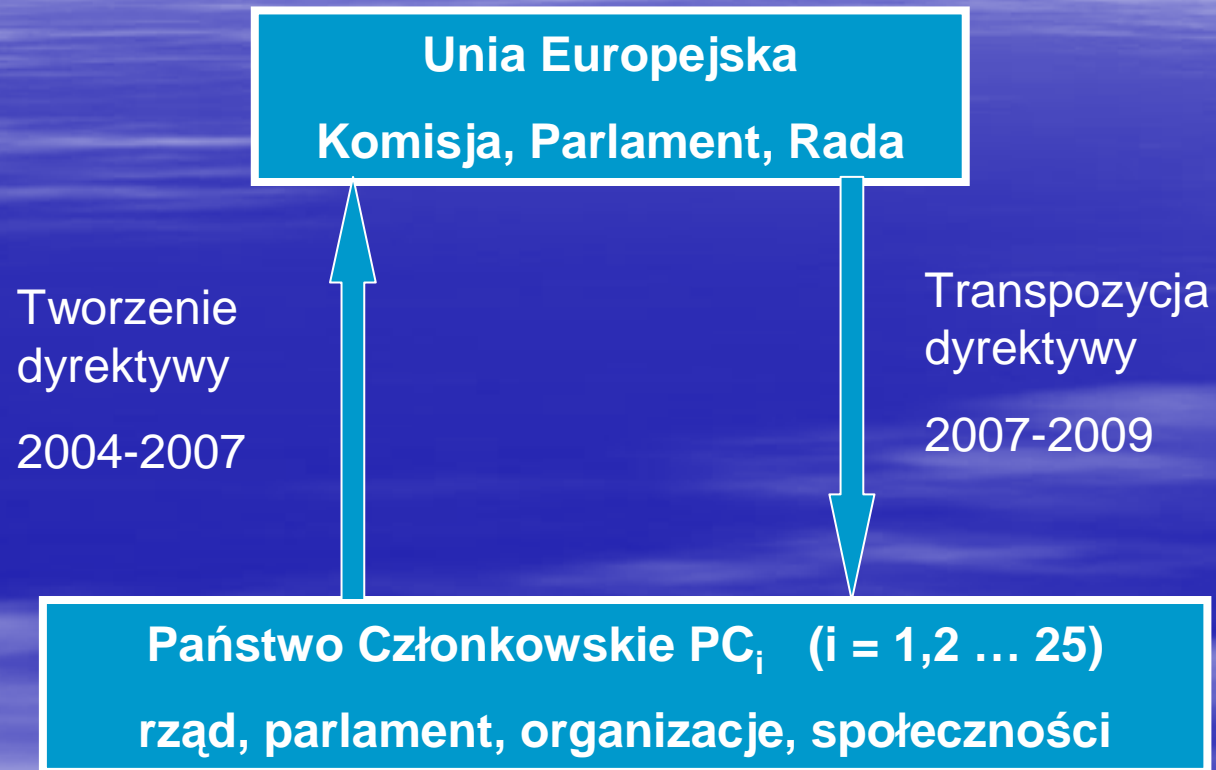 Unia Europejska
Komisja, Parlament, Rada
Tworzenie
dyrektywy
2004-2007
Transpozycja
dyrektywy
2007-2009
Państwo Członkowskie PCi (i = 1,2 … 25)
rząd, parlament, organizacje, społeczności